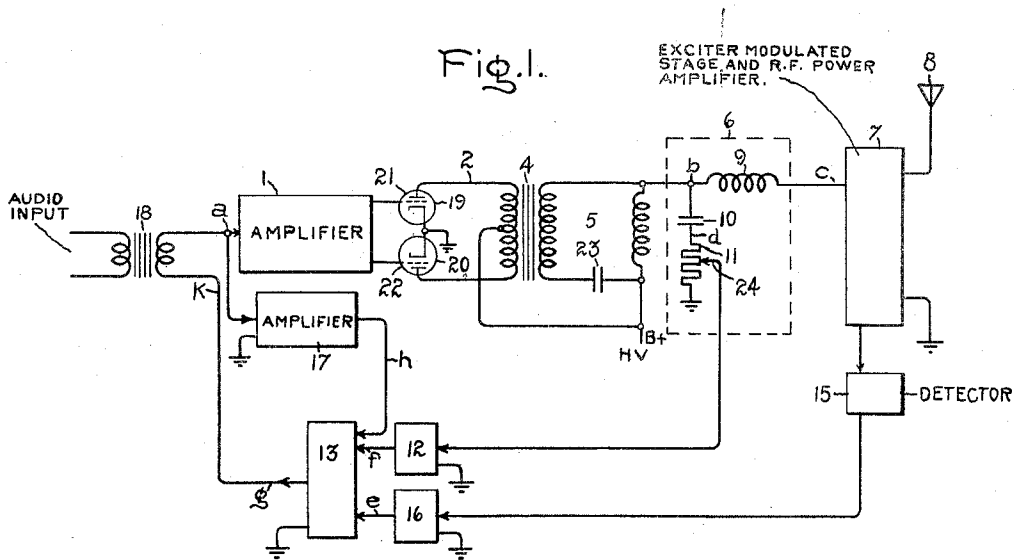 Fig.1.
EXCITER MODULATED
STAGE AND R.F. POWER
AMPLIFIER.
8
6
7
21
2
4
b
9
c
1
19
AUDIO
INPUT
18
a
AMPLIFIER
5
10
d
11
23
20
22
24
K
AMPLIFIER
17
h
B+
HV
15
DETECTOR
13
f
12
g
e
16